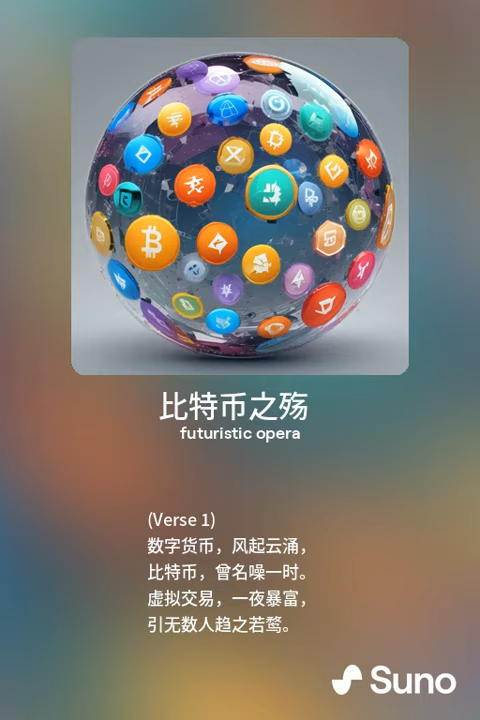 比特币之殇
futuristic opera
(Verse 1)
数字货币，风起云涌，
比特币，曾名噪一时。
虚拟交易，一夜暴富，
引无数人趋之若鹜。
Suno